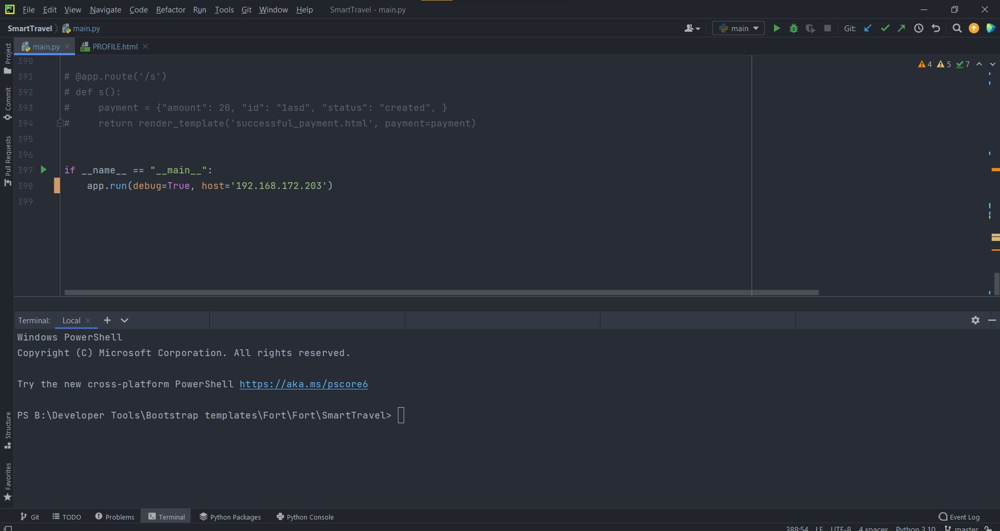 File Edit View Navigate Code Refactor Run Tools Git Window Help SmartTravel - main.py
SmartTravel main.py main Git:
main.py PROFILE.html
Project
Commit
Pull Requests
Structure
Favorites
4 5 7
390
391 # @app.route('/s')
392 # def s():
393 #     payment = {"amount": 20, "id": "1asd", "status": "created", }
394 #     return render_template('successful_payment.html', payment=payment)
395
396
397 if __name__ == "__main__":
398     app.run(debug=True, host='192.168.172.203')
399
Terminal: Local
Windows PowerShell
Copyright (C) Microsoft Corporation. All rights reserved.
Try the new cross-platform PowerShell https://aka.ms/pscore6
PS B:\Developer Tools\Bootstrap templates\Fort\Fort\SmartTravel>
Git TODO Problems Terminal Python Packages Python Console Event Log
388:54 LF UTF-8 4 spaces Python 3.10 master